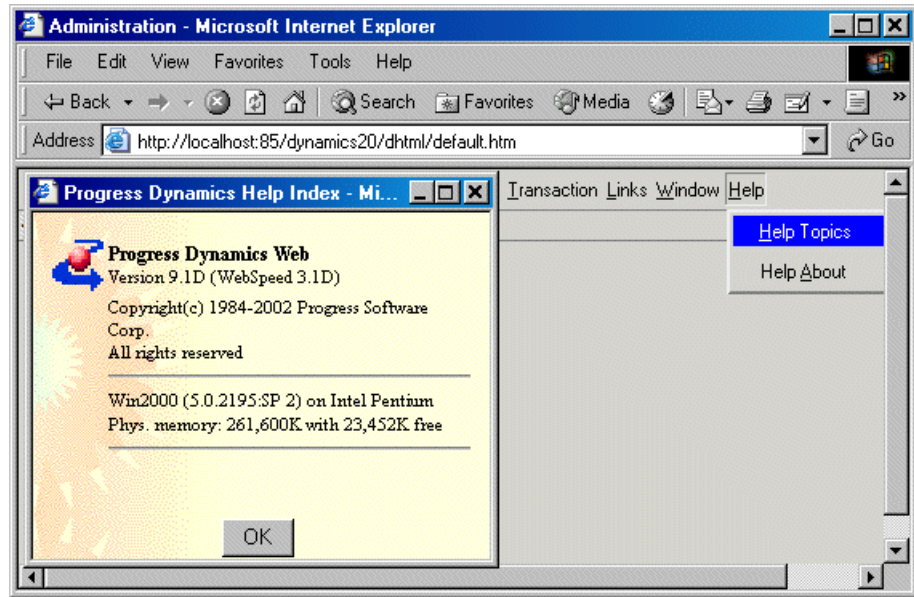 Administration - Microsoft Internet Explorer
File Edit View Favorites Tools Help
Back Search Favorites Media »
Address http://localhost:85/dynamics20/dhtml/default.htm Go
Progress Dynamics Help Index - Mi...
Transaction Links Window Help
Help Topics
Help About
Progress Dynamics Web
Version 9.1D (WebSpeed 3.1D)
Copyright(c) 1984-2002 Progress Software
Corp.
All rights reserved
Win2000 (5.0.2195:SP 2) on Intel Pentium
Phys. memory: 261,600K with 23,452K free
OK